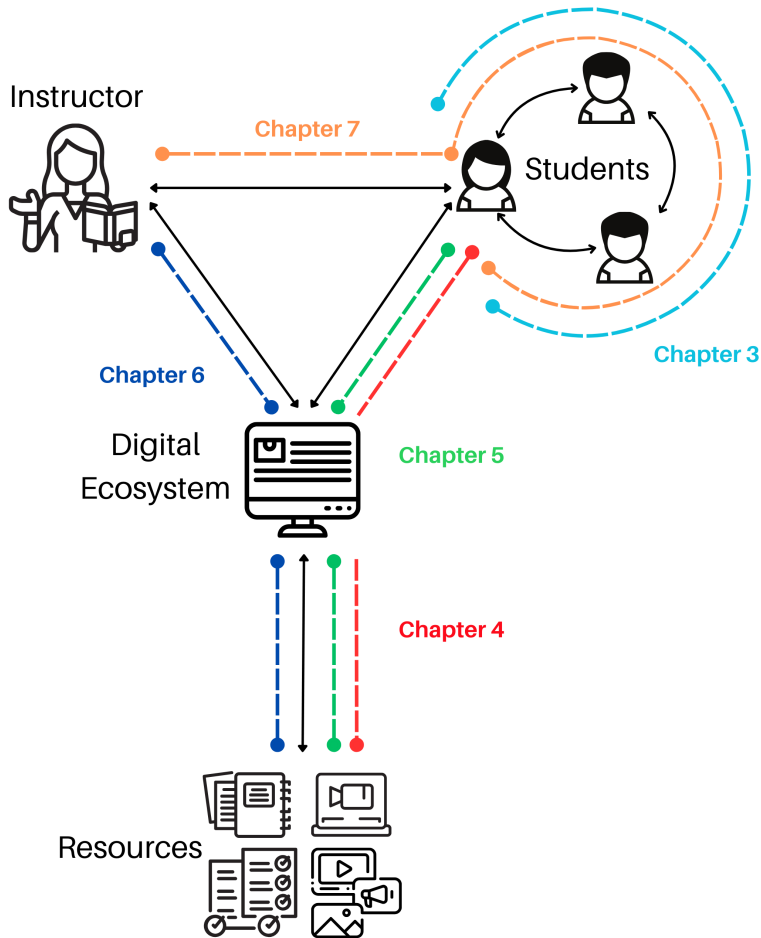 Instructor
Chapter 7
Students
Chapter 3
Chapter 6
Digital
Ecosystem
Chapter 5
Chapter 4
Resources